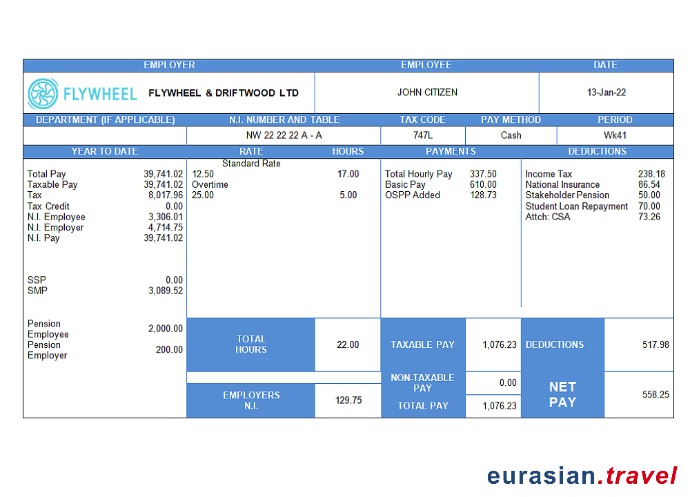 EMPLOYER EMPLOYEE DATE
FLYWHEEL FLYWHEEL & DRIFTWOOD LTD JOHN CITIZEN 13-Jan-22
DEPARTMENT (IF APPLICABLE) N.I. NUMBER AND TABLE TAX CODE PAY METHOD PERIOD
NW 22 22 22 A - A 747L Cash Wk41
YEAR TO DATE RATE HOURS PAYMENTS DEDUCTIONS
Standard Rate
Total Pay 39,741.02 12.50 17.00 Total Hourly Pay 337.50 Income Tax 238.18
Taxable Pay 39,741.02 Overtime Basic Pay 610.00 National Insurance 86.54
Tax 8,017.96 25.00 5.00 OSPP Added 128.73 Stakeholder Pension 50.00
Tax Credit 0.00 Student Loan Repayment 70.00
N.I. Employee 3,306.01 Attch: CSA 73.26
N.I. Employer 4,714.75
N.I. Pay 39,741.02
SSP 0.00
SMP 3,089.52
Pension Employee 2,000.00
Pension Employer 200.00
TOTAL HOURS 22.00 TAXABLE PAY 1,076.23 DEDUCTIONS 517.98
NON-TAXABLE PAY 0.00
EMPLOYERS N.I. 129.75 TOTAL PAY 1,076.23 NET PAY 558.25
eurasian.travel